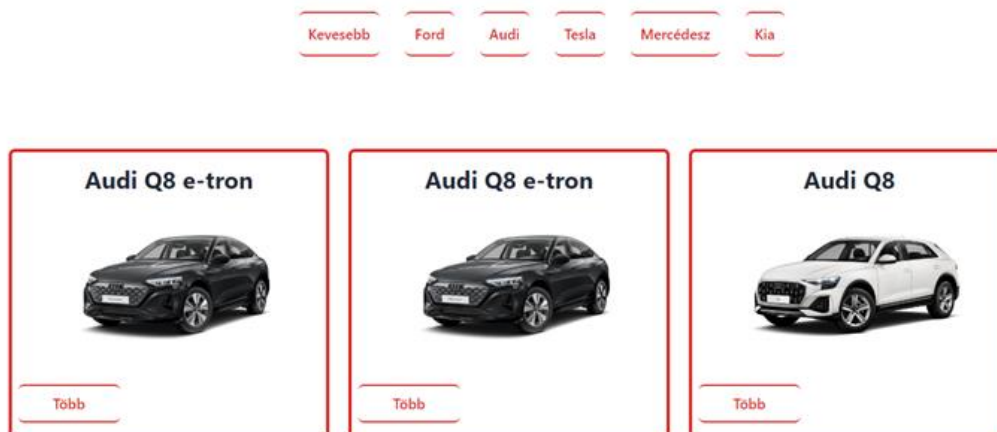 Kevesebb Ford Audi Tesla Mercédesz Kia
Audi Q8 e-tron Audi Q8 e-tron Audi Q8
Több Több Több